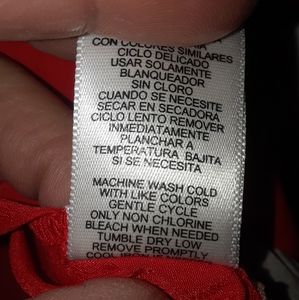 CON COLORES SIMILARES
CICLO DELICADO
USAR SOLAMENTE
BLANQUEADOR
SIN CLORO
CUANDO SE NECESITE
SECAR EN SECADORA
CICLO LENTO REMOVER
INMEDIATAMENTE
PLANCHAR A
TEMPERATURA BAJITA
SI SE NECESITA
MACHINE WASH COLD
WITH LIKE COLORS
GENTLE CYCLE
ONLY NON CHLORINE
BLEACH WHEN NEEDED
TUMBLE DRY LOW
REMOVE PROMPTLY
COOL IRON